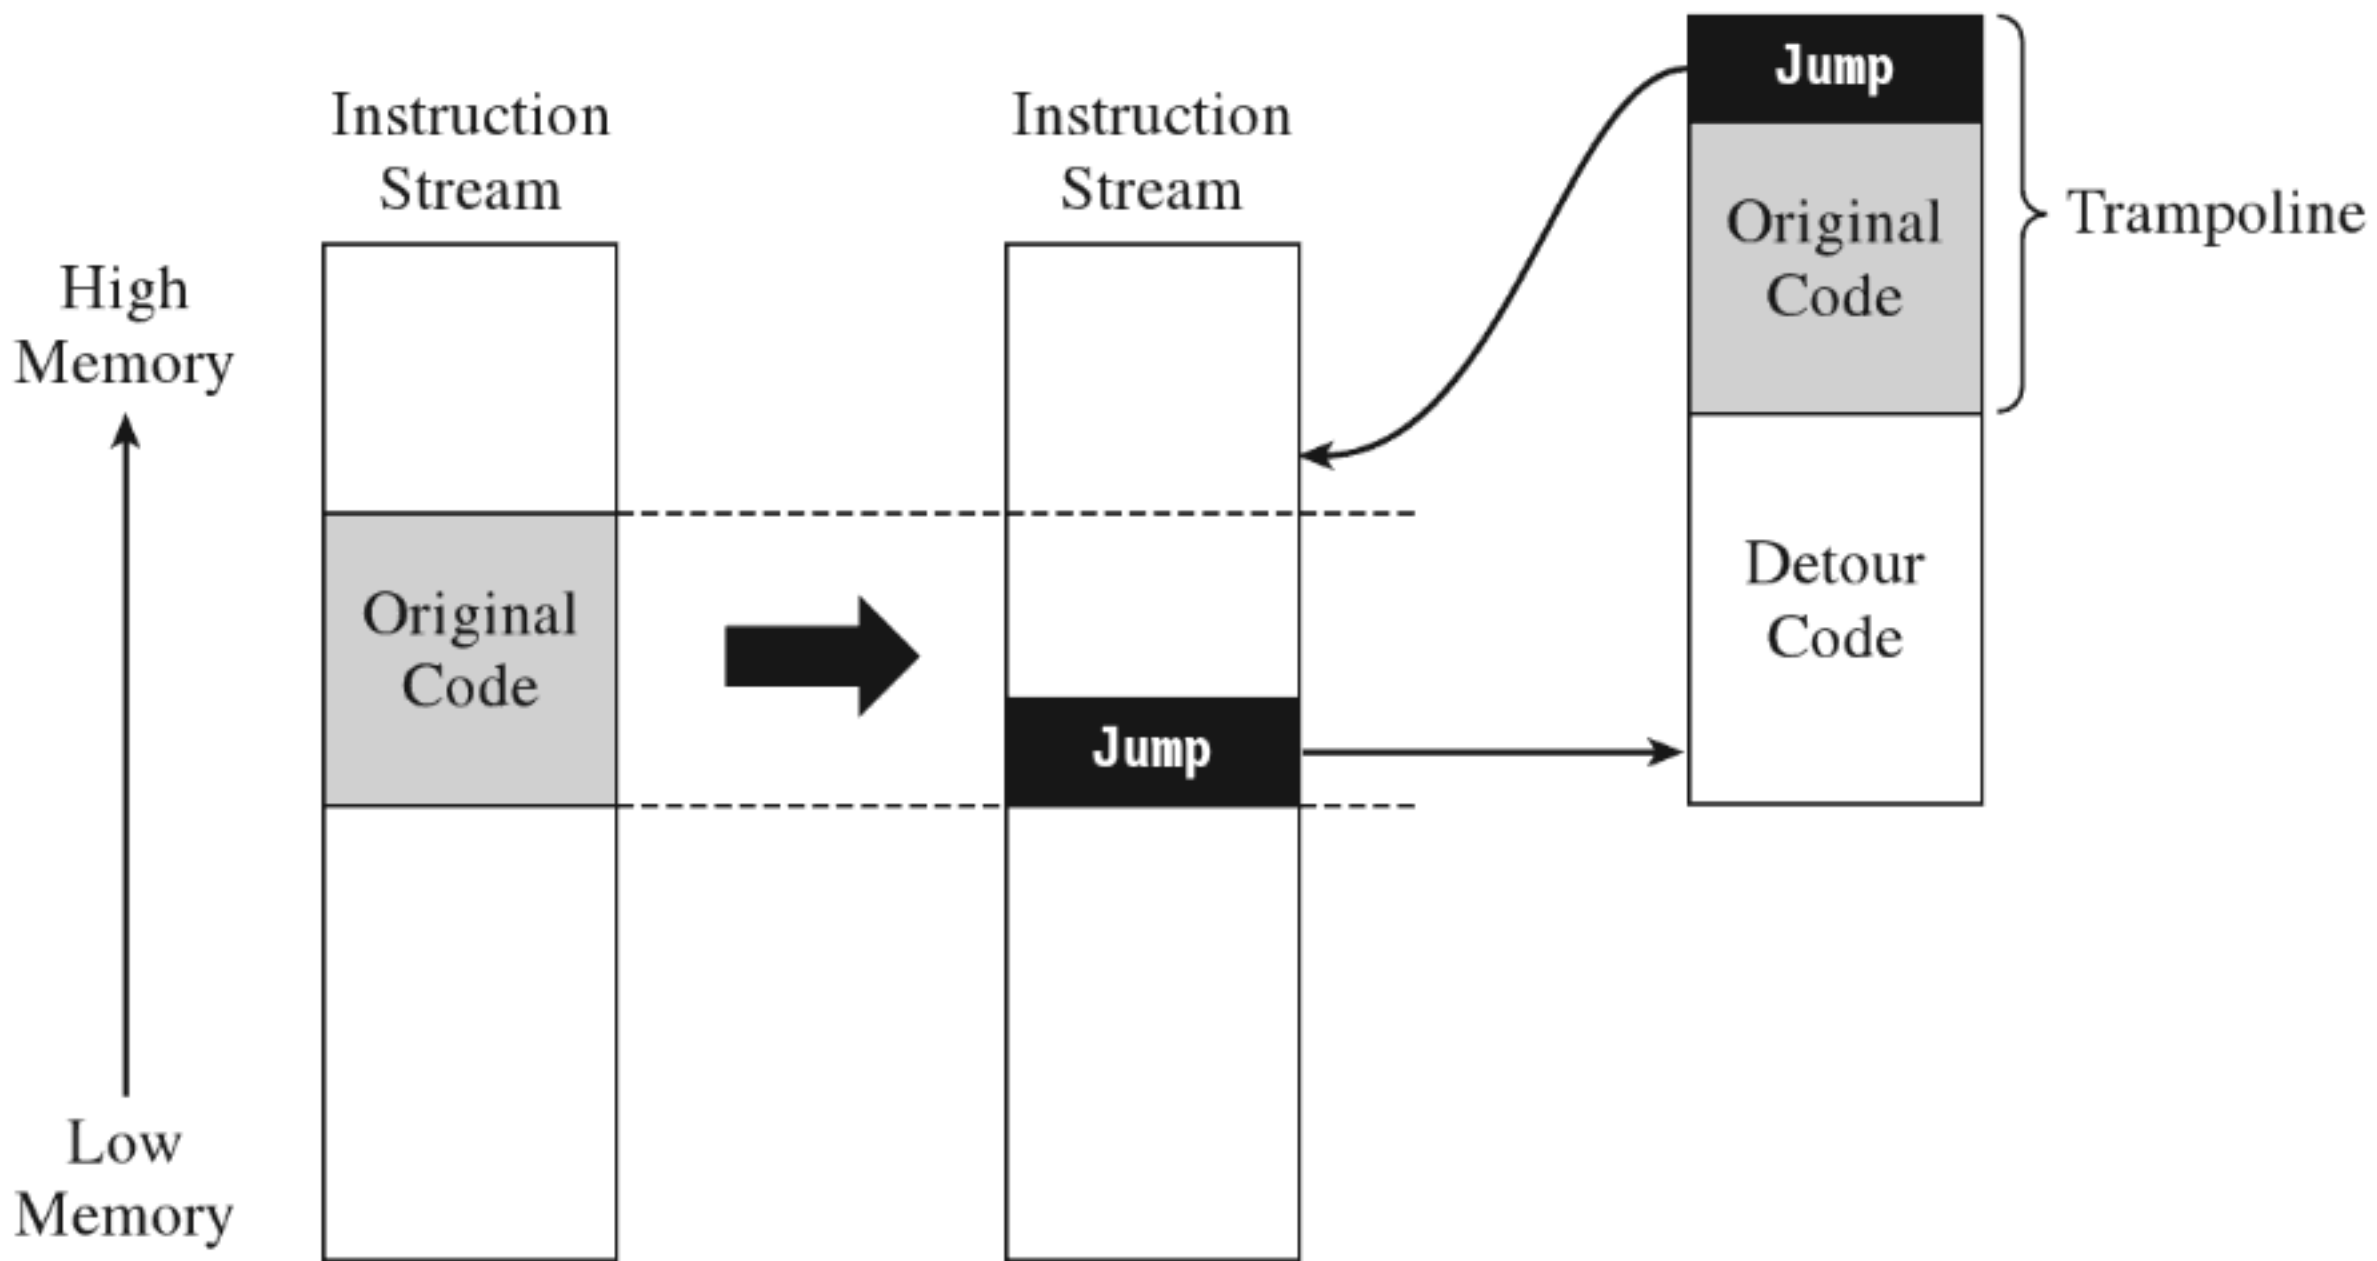 Instruction
Stream
High
Memory
Original
Code
Low
Memory
Instruction
Stream
Jump
Jump
Original
Code
Trampoline
Detour
Code